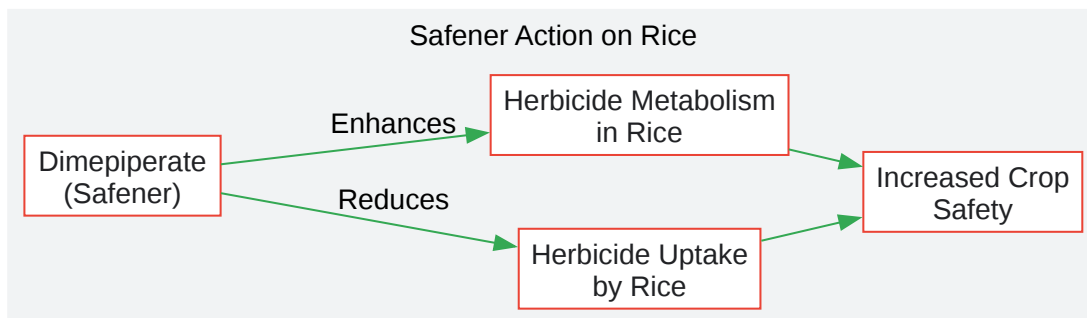 Safener Action on Rice
Dimepiperate
(Safener)
Enhances
Reduces
Herbicide Metabolism
in Rice
Herbicide Uptake
by Rice
Increased Crop
Safety